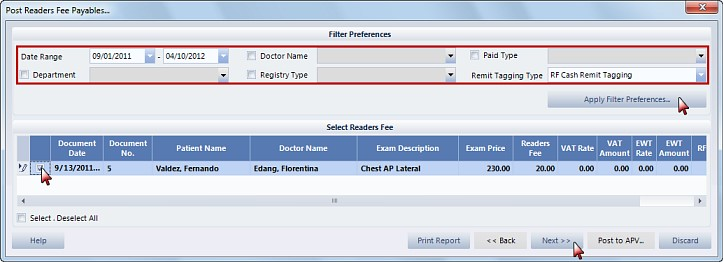 Post Readers Fee Payables...
Filter Preferences
Date Range 09/01/2011 - 04/10/2012 Doctor Name Paid Type
Department Registry Type Remit Tagging Type RF Cash Remit Tagging
Apply Filter Preferences...
Select Readers Fee
Document Date Document No. Patient Name Doctor Name Exam Description Exam Price Readers Fee VAT Rate VAT Amount EWT Rate EWT Amount RF
9/13/2011... 5 Valdez, Fernando Edang, Florentina Chest AP Lateral 230.00 20.00 0.00 0.00 0.00 0.00
Select . Deselect All
Help Print Report << Back Next >> Post to APV... Discard